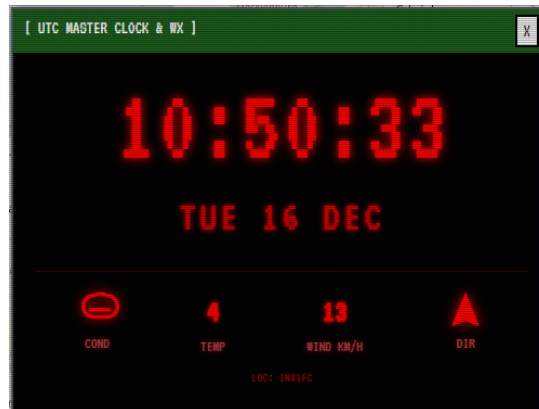 [ UTC MASTER CLOCK & WX ]
X
10:50:33
TUE 16 DEC
4 13
COND TEMP WIND KM/H DIR
LOC: IN81FC